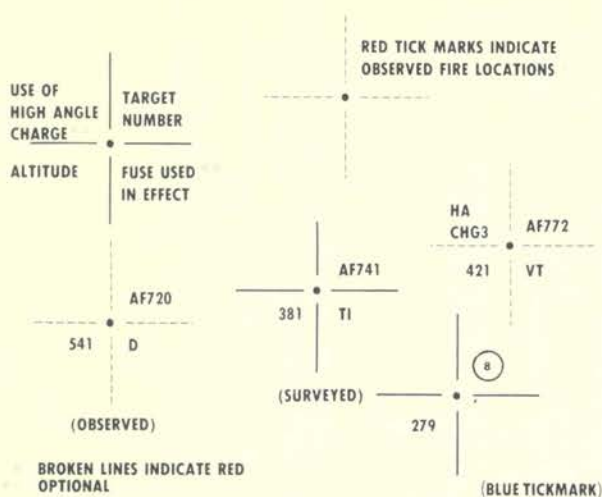 RED TICK MARKS INDICATE
OBSERVED FIRE LOCATIONS
USE OF
HIGH ANGLE
CHARGE
TARGET
NUMBER
ALTITUDE
FUSE USED
IN EFFECT
HA
CHG3
AF772
421
VT
AF741
381
TI
AF720
541
D
(SURVEYED)
8
279
(OBSERVED)
BROKEN LINES INDICATE RED
OPTIONAL
(BLUE TICKMARK)